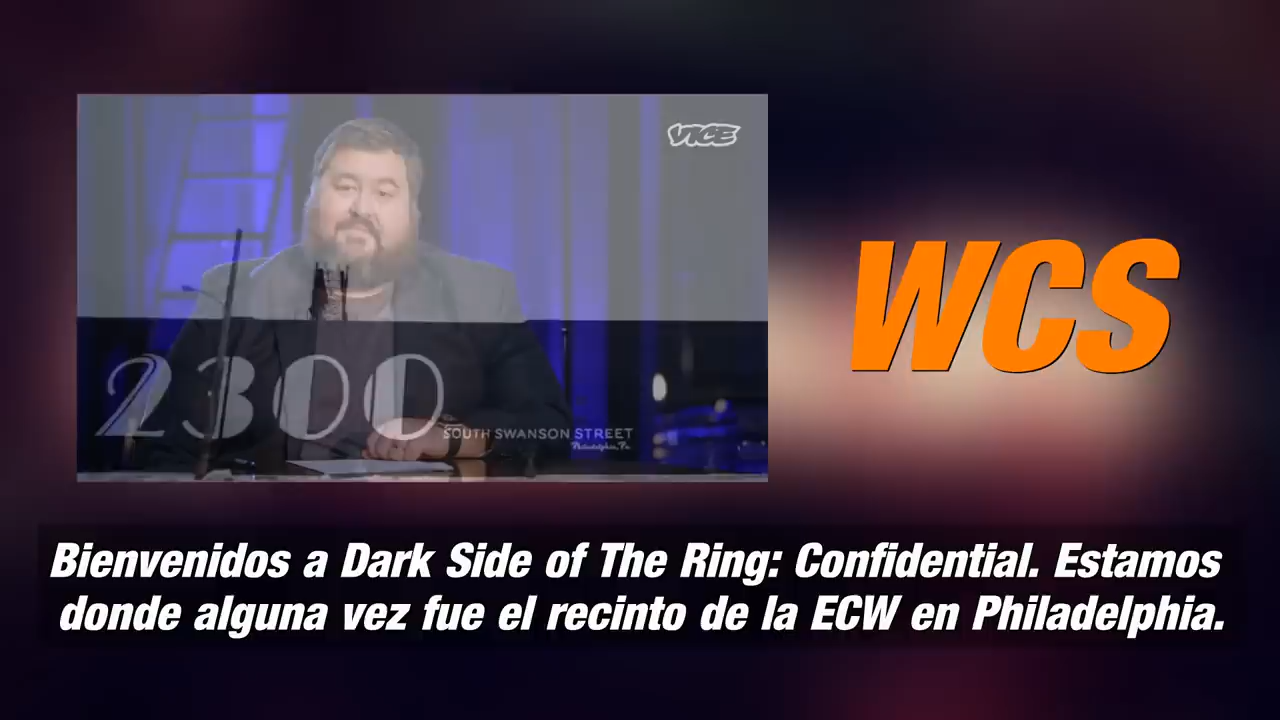 VICE
WCS
2300
SOUTH SWANSON STREET
Philadelphia, Pa.
Bienvenidos a Dark Side of The Ring: Confidential. Estamos
donde alguna vez fue el recinto de la ECW en Philadelphia.